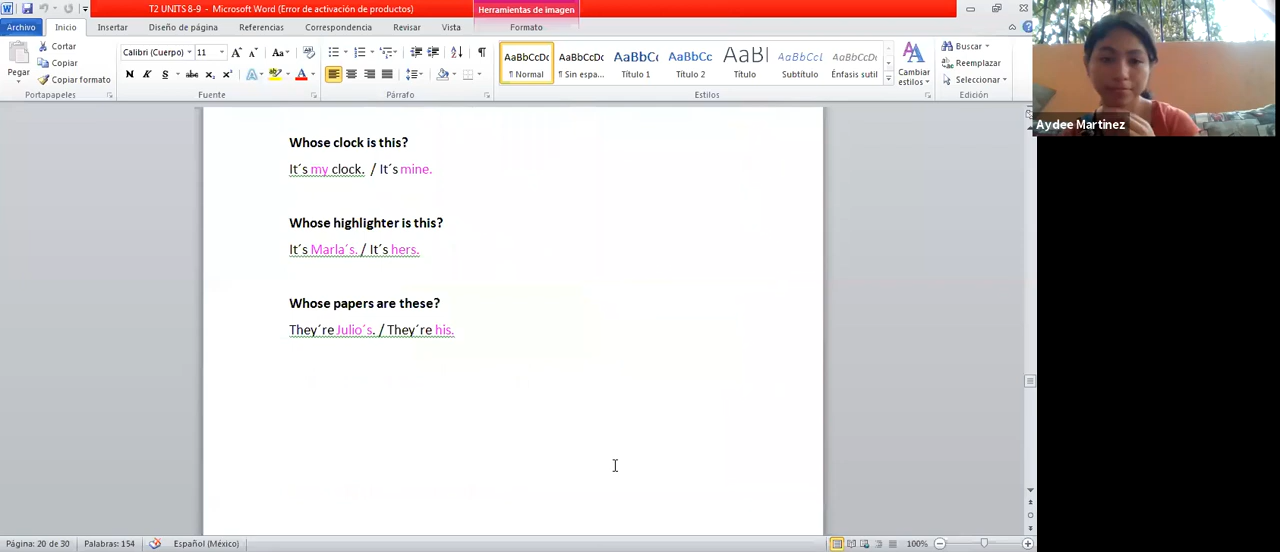 T2 UNITS 8-9 - Microsoft Word (Error de activación de productos)
Herramientas de imagen
Archivo Inicio Insertar Diseño de página Referencias Correspondencia Revisar Vista Formato
Pegar
Cortar
Copiar
Copiar formato
Portapapeles
Calibri (Cuerpo) 11
Fuente
Párrafo
AaBbCcDc AaBbCcDc AaBbC AaBbCc AaBl AaBbCcL AaBbCcDt
¶ Normal ¶ Sin espa... Título 1 Título 2 Título Subtítulo Énfasis sutil
Cambiar estilos
Estilos
Buscar
Reemplazar
Seleccionar
Edición
Aydee Martinez
Whose clock is this?
It´s my clock. / It´s mine.
Whose highlighter is this?
It´s Marla´s. / It´s hers.
Whose papers are these?
They´re Julio´s. / They´re his.
Página: 20 de 30 Palabras: 154 Español (México) 100%